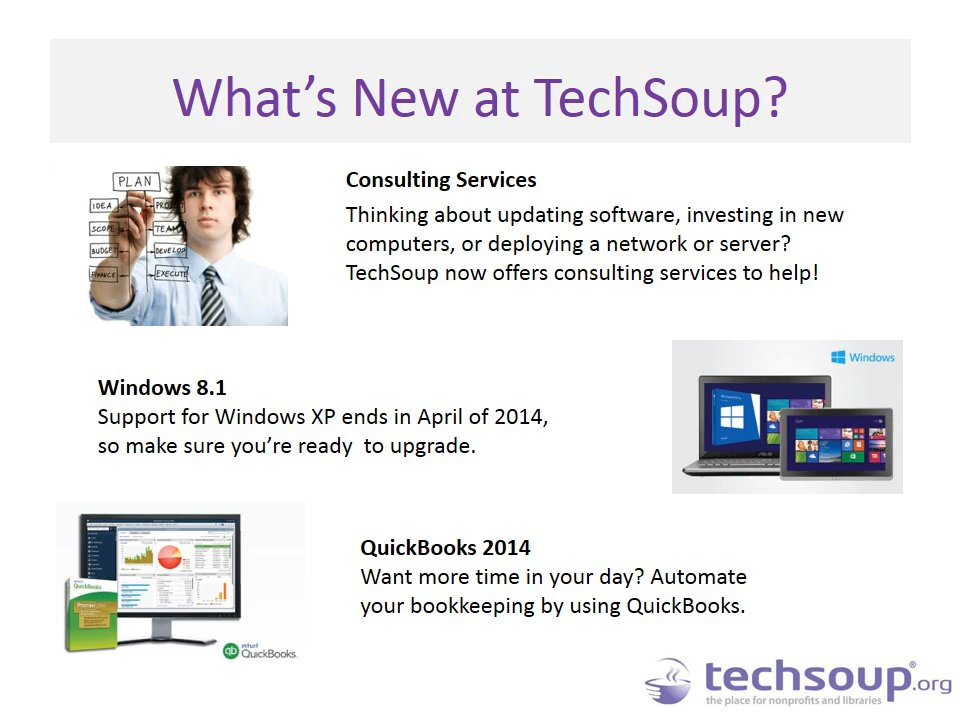 What's New at TechSoup?
PLAN
IDEA
SCOPE
TEAM
BUDGET
DEVELOP
FINANCE
EXECUTE
Consulting Services
Thinking about updating software, investing in new
computers, or deploying a network or server?
TechSoup now offers consulting services to help!
Windows
Windows 8.1
Support for Windows XP ends in April of 2014,
so make sure you're ready  to upgrade.
ASUS
QuickBooks
Premier
intuit
qb QuickBooks.
QuickBooks 2014
Want more time in your day? Automate
your bookkeeping by using QuickBooks.
techsoup®.org
the place for nonprofits and libraries